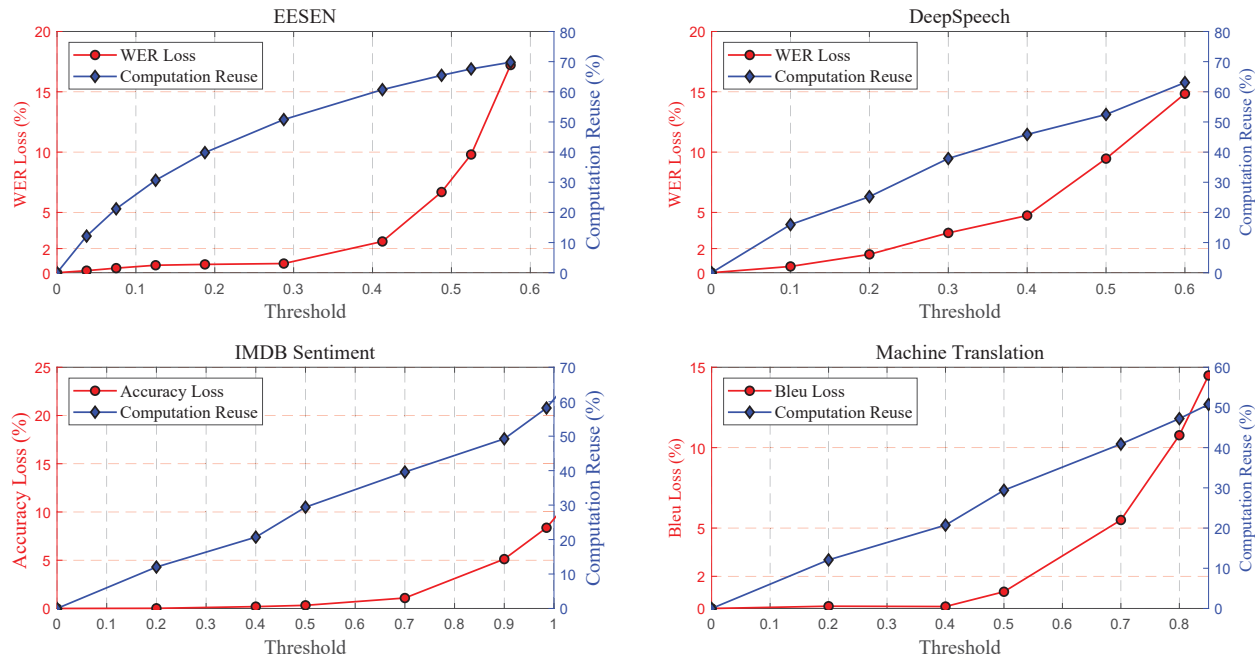 EESEN
WER Loss
Computation Reuse
WER Loss (%)
20
15
10
5
2
0
80
70
60
50
40
30
20
10
0
Computation Reuse (%)
0 0.1 0.2 0.3 0.4 0.5 0.6
Threshold
DeepSpeech
WER Loss
Computation Reuse
WER Loss (%)
20
15
10
5
2
0
80
70
60
50
40
30
20
10
0
Computation Reuse (%)
0 0.1 0.2 0.3 0.4 0.5 0.6
Threshold
IMDB Sentiment
Accuracy Loss
Computation Reuse
Accuracy Loss (%)
25
20
15
10
5
0
70
60
50
40
30
20
10
0
Computation Reuse (%)
0 0.1 0.2 0.3 0.4 0.5 0.6 0.7 0.8 0.9 1
Threshold
Machine Translation
Bleu Loss
Computation Reuse
Bleu Loss (%)
15
10
5
2
0
60
50
40
30
20
10
0
Computation Reuse (%)
0 0.1 0.2 0.3 0.4 0.5 0.6 0.7 0.8
Threshold